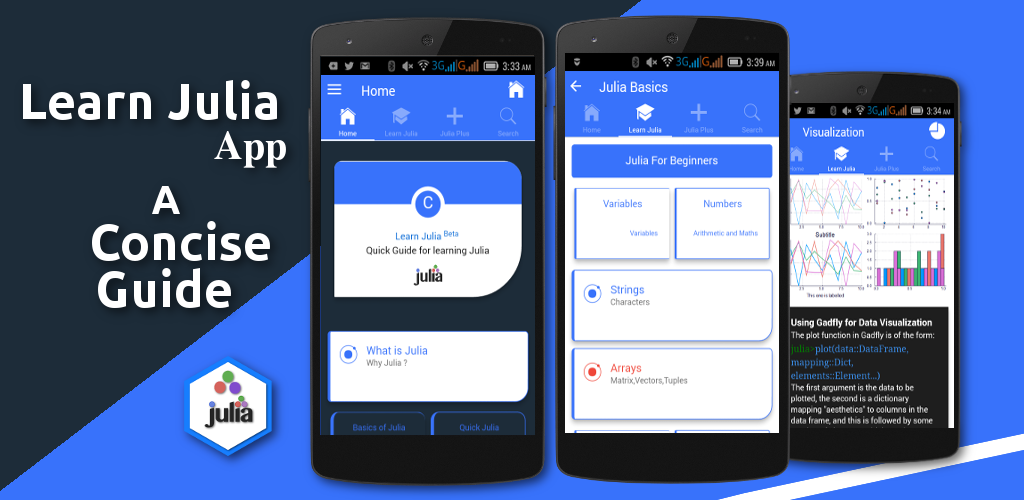 Learn Julia
App
A
Concise
Guide
julia
3G
G
3:33 AM
Home
Home
Learn Julia
Julia Plus
Search
C
Learn Julia Beta
Quick Guide for learning Julia
julia
What is Julia
Why Julia ?
Basics of Julia
Quick Julia
3G
G
3:39 AM
Julia Basics
Home
Learn Julia
Julia Plus
Search
Julia For Beginners
Variables
Numbers
Variables
Arithmetic and Maths
Strings
Characters
Arrays
Matrix,Vectors,Tuples
3G
G
3:34 AM
Visualization
Home
Learn Julia
Julia Plus
Search
Subtitle
This one is labelled
Using Gadfly for Data Visualization
The plot function in Gadfly is of the form:
julia>plot(data::DataFrame,
mapping::Dict,
elements::Element...)
The first argument is the data to be
plotted, the second is a dictionary
mapping "aesthetics" to columns in the
data frame, and this is followed by some